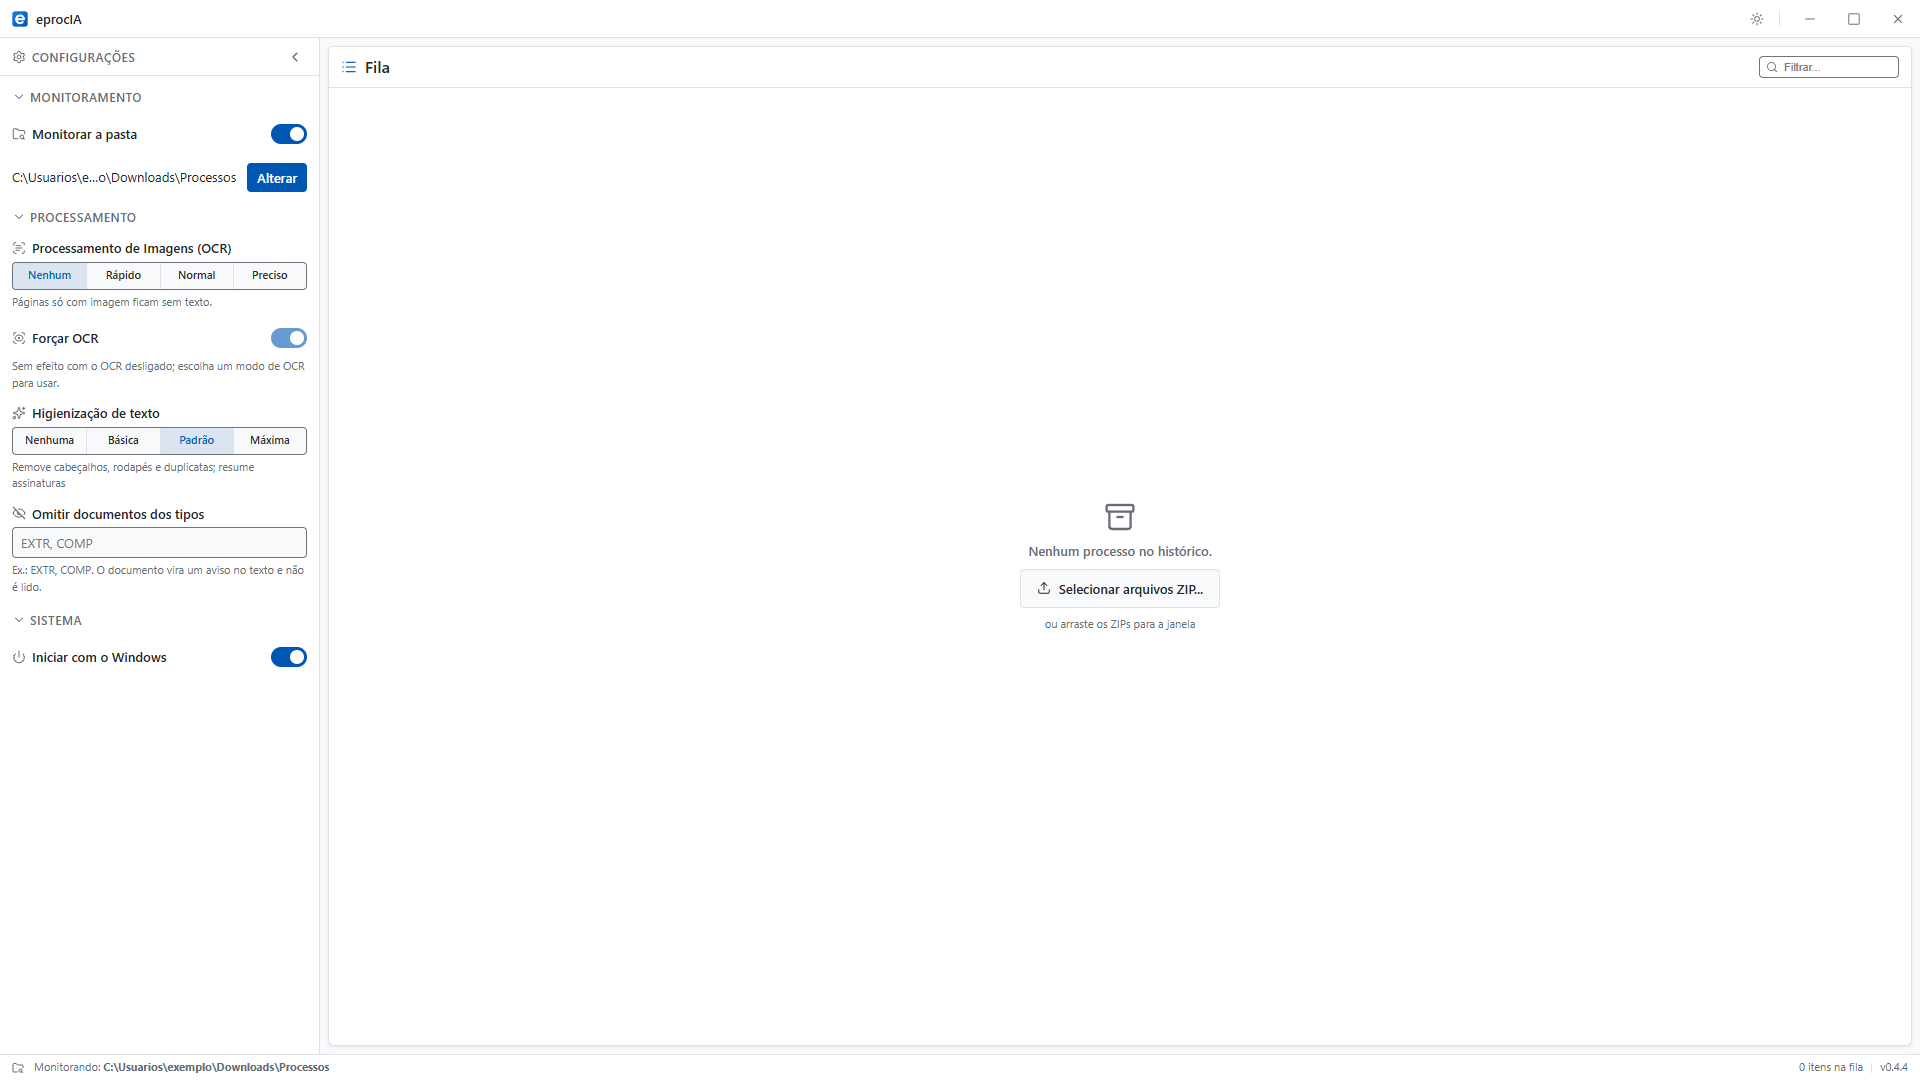 eprocIA
CONFIGURAÇÕES
MONITORAMENTO
Monitorar a pasta
C:\Usuarios\e...o\Downloads\Processos
Alterar
PROCESSAMENTO
Processamento de Imagens (OCR)
Nenhum Rápido Normal Preciso
Páginas só com imagem ficam sem texto.
Forçar OCR
Sem efeito com o OCR desligado; escolha um modo de OCR
para usar.
Higienização de texto
Nenhuma Básica Padrão Máxima
Remove cabeçalhos, rodapés e duplicatas; resume
assinaturas
Omitir documentos dos tipos
EXTR, COMP
Ex.: EXTR, COMP. O documento vira um aviso no texto e não
é lido.
SISTEMA
Iniciar com o Windows
Fila
Filtrar...
Nenhum processo no histórico.
Selecionar arquivos ZIP...
ou arraste os ZIPs para a janela
Monitorando: C:\Usuarios\exemplo\Downloads\Processos
0 itens na fila
v0.4.4